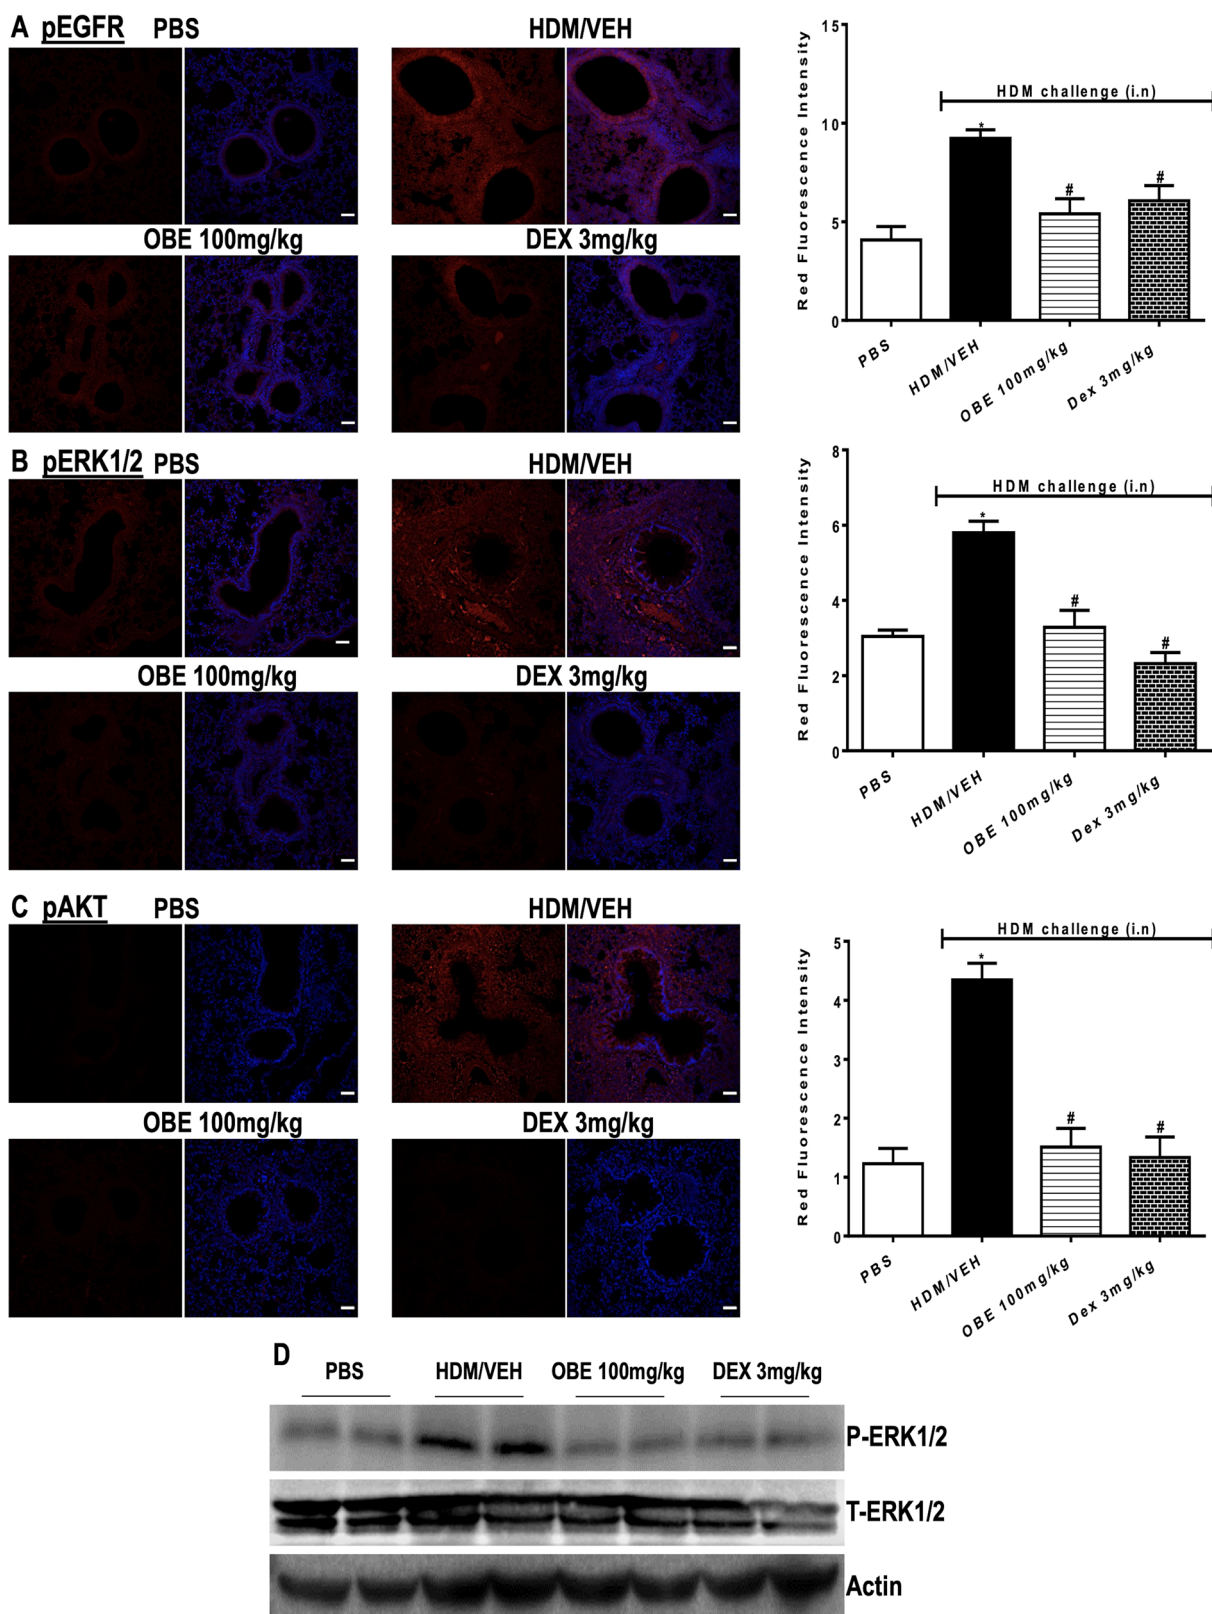 A pEGFR PBS HDM/VEH
OBE 100mg/kg DEX 3mg/kg
15
10
5
0
Red Fluorescence Intensity
HDM challenge (i.n)
*
#
#
PBS
HDM/VEH
OBE 100mg/kg
Dex 3mg/kg
B pERK1/2 PBS HDM/VEH
OBE 100mg/kg DEX 3mg/kg
8
6
4
2
0
Red Fluorescence Intensity
HDM challenge (i.n)
*
#
#
PBS
HDM/VEH
OBE 100mg/kg
Dex 3mg/kg
C pAKT PBS HDM/VEH
OBE 100mg/kg DEX 3mg/kg
5
4
3
2
1
0
Red Fluorescence Intensity
HDM challenge (i.n)
*
#
#
PBS
HDM/VEH
OBE 100mg/kg
Dex 3mg/kg
D
PBS HDM/VEH OBE 100mg/kg DEX 3mg/kg
P-ERK1/2
T-ERK1/2
Actin